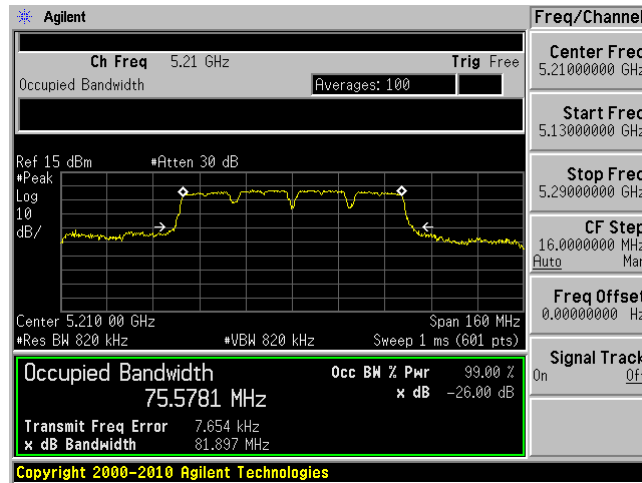 Agilent
Freq/Channel
Ch Freq 5.21 GHz Trig Free
Occupied Bandwidth Averages: 100
Center Freq
5.21000000 GHz
Start Freq
5.13000000 GHz
Stop Freq
5.29000000 GHz
CF Step
16.0000000 MHz
Auto Man
Freq Offset
0.00000000 Hz
Signal Track
On Off
Ref 15 dBm #Atten 30 dB
#Peak
Log
10
dB/
Center 5.210 00 GHz Span 160 MHz
#Res BW 820 kHz #VBW 820 kHz Sweep 1 ms (601 pts)
Occupied Bandwidth Occ BW % Pwr 99.00 %
75.5781 MHz x dB -26.00 dB
Transmit Freq Error 7.654 kHz
x dB Bandwidth 81.897 MHz
Copyright 2000-2010 Agilent Technologies